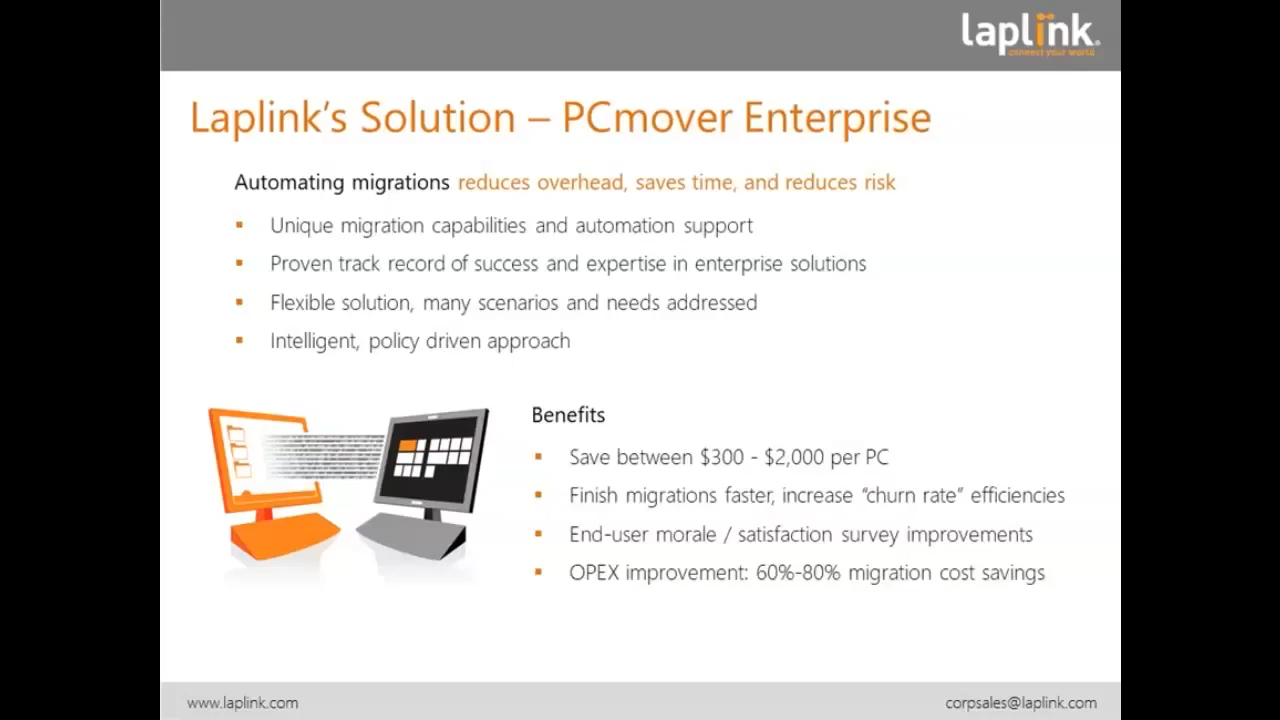 laplink®
connect your world
Laplink’s Solution – PCmover Enterprise
Automating migrations reduces overhead, saves time, and reduces risk
▪ Unique migration capabilities and automation support
▪ Proven track record of success and expertise in enterprise solutions
▪ Flexible solution, many scenarios and needs addressed
▪ Intelligent, policy driven approach
Benefits
▪ Save between $300 - $2,000 per PC
▪ Finish migrations faster, increase “churn rate” efficiencies
▪ End-user morale / satisfaction survey improvements
▪ OPEX improvement: 60%-80% migration cost savings
www.laplink.com
corpsales@laplink.com